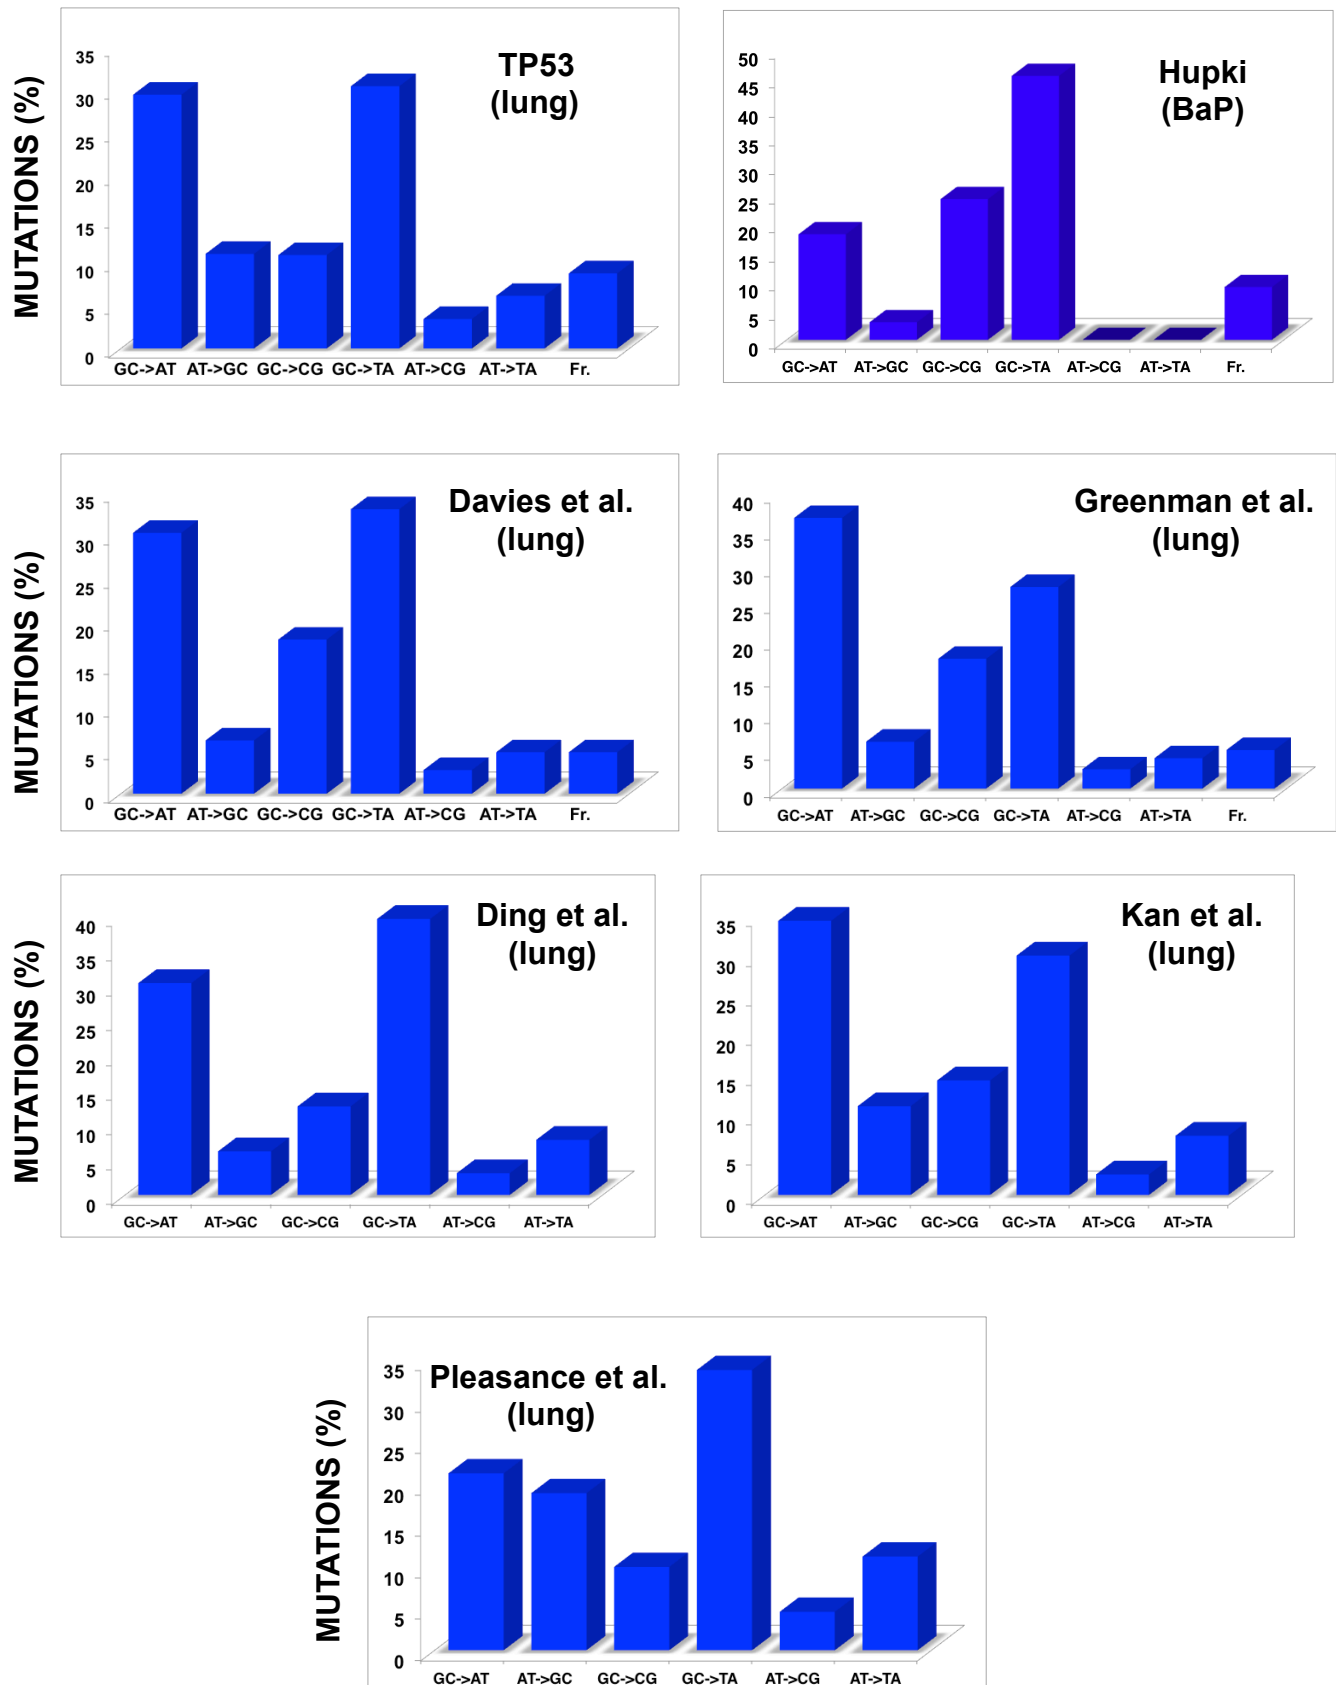 MUTATIONS (%)
TP53
(lung)
35
30
25
20
15
10
5
0
GC->AT AT->GC GC->CG GC->TA AT->CG AT->TA Fr.
Hupki
(BaP)
50
45
40
35
30
25
20
15
10
5
0
GC->AT AT->GC GC->CG GC->TA AT->CG AT->TA Fr.
MUTATIONS (%)
Davies et al.
(lung)
35
30
25
20
15
10
5
0
GC->AT AT->GC GC->CG GC->TA AT->CG AT->TA Fr.
Greenman et al.
(lung)
40
35
30
25
20
15
10
5
0
GC->AT AT->GC GC->CG GC->TA AT->CG AT->TA Fr.
MUTATIONS (%)
Ding et al.
(lung)
40
35
30
25
20
15
10
5
0
GC->AT AT->GC GC->CG GC->TA AT->CG AT->TA
Kan et al.
(lung)
35
30
25
20
15
10
5
0
GC->AT AT->GC GC->CG GC->TA AT->CG AT->TA
MUTATIONS (%)
Pleasance et al.
(lung)
35
30
25
20
15
10
5
0
GC->AT AT->GC GC->CG GC->TA AT->CG AT->TA